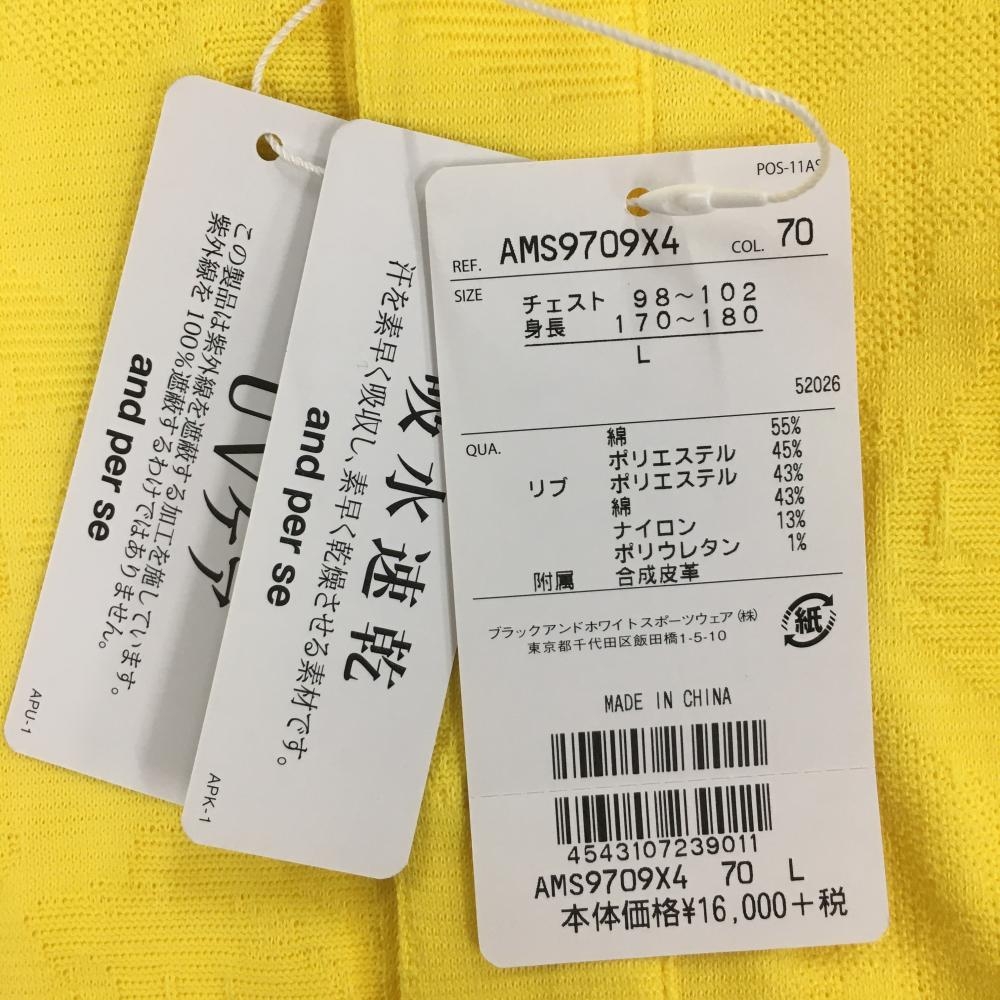 この製品は紫外線を遮蔽する加工を施しています。
紫外線を100%遮蔽するわけではありません。
and per se
APU-1
吸水速乾
汗を素早く吸収し、素早く乾燥させる素材です。
and per se
APK-1
POS-11AS
REF. AMS9709X4 COL. 70
SIZE チェスト 98～102
身長 170～180
L
52026
QUA. 綿 55%
ポリエステル 45%
リブ ポリエステル 43%
綿 43%
ナイロン 13%
ポリウレタン 1%
附属 合成皮革
ブラックアンドホワイトスポーツウェア(株)
東京都千代田区飯田橋1-5-10
紙
MADE IN CHINA
4543107239011
AMS9709X4 70 L
本体価格¥16,000+税